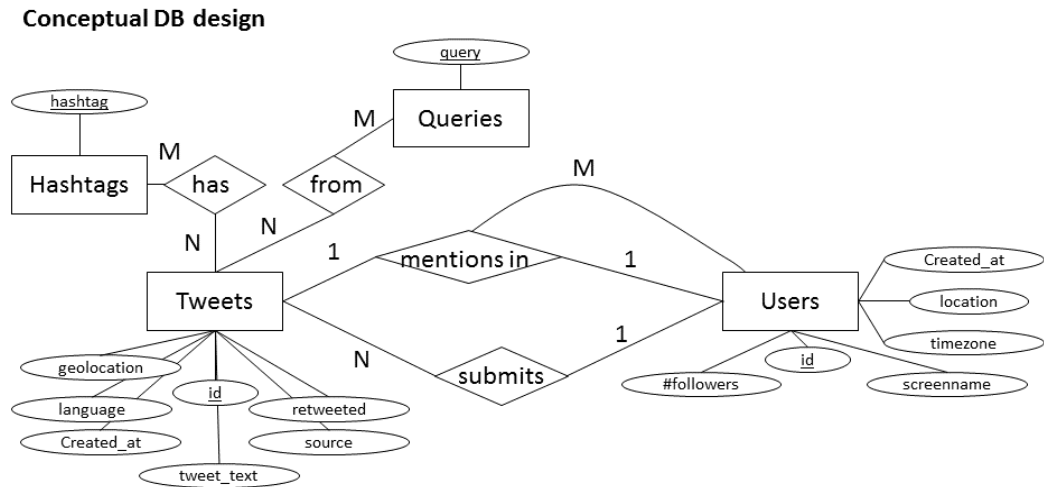 Conceptual DB design
query
hashtag
Queries
M
M
Hashtags
has
from
M
N
N
1
mentions in
1
Tweets
Users
Created_at
location
timezone
N
submits
1
geolocation
id
language
retweeted
Created_at
source
tweet_text
#followers
id
screenname